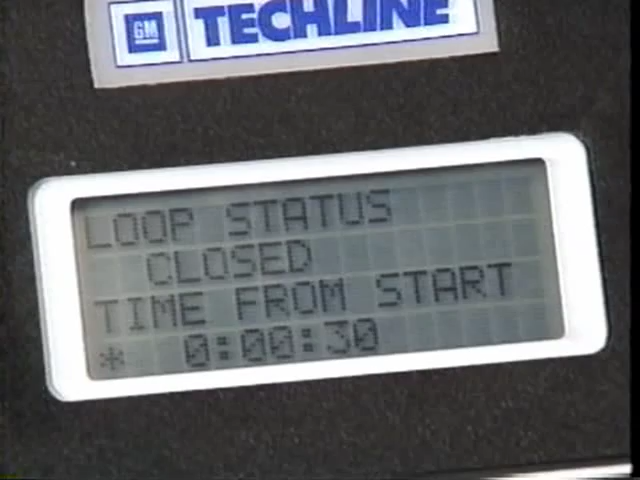 GM TECHLINE
LOOP STATUS
CLOSED
TIME FROM START
* 0:00:30